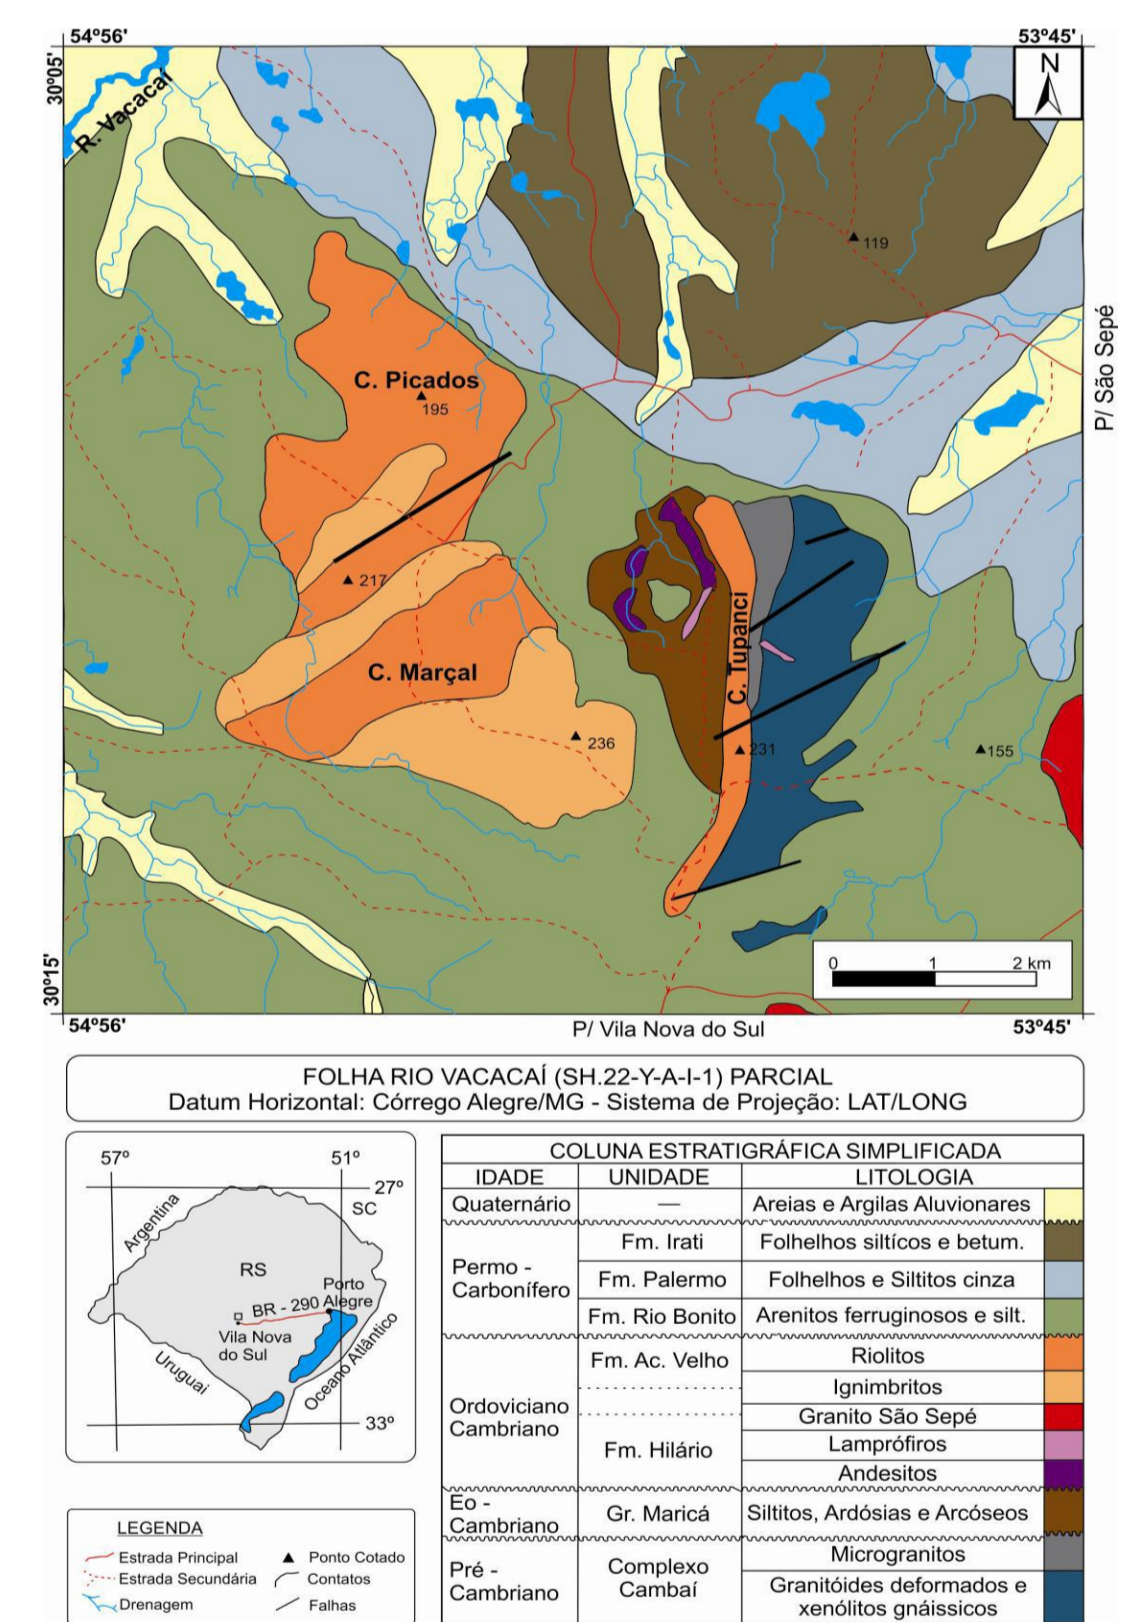 54º56'
53º45'
30º05'
R. Vacacaí
N
119
P/ São Sepé
C. Picados
195
217
C. Marçal
C. Tupanci
236
231
155
0 1 2 km
30º15'
54º56'
P/ Vila Nova do Sul
53º45'
FOLHA RIO VACACAÍ (SH.22-Y-A-I-1) PARCIAL
Datum Horizontal: Córrego Alegre/MG - Sistema de Projeção: LAT/LONG
57º
51º
27º
SC
Argentina
RS
Porto
Alegre
BR - 290
Vila Nova
do Sul
Uruguai
Oceano Atlântico
33º
LEGENDA
Estrada Principal
Ponto Cotado
Estrada Secundária
Contatos
Drenagem
Falhas
COLUNA ESTRATIGRÁFICA SIMPLIFICADA
IDADE UNIDADE LITOLOGIA
Quaternário — Areias e Argilas Aluvionares
Permo -
Carbonífero
Fm. Irati Folhelhos siltícos e betum.
Fm. Palermo Folhelhos e Siltitos cinza
Fm. Rio Bonito Arenitos ferruginosos e silt.
Ordoviciano
Cambriano
Fm. Ac. Velho Riolitos
Ignimbritos
Granito São Sepé
Fm. Hilário Lamprófiros
Andesitos
Eo -
Cambriano
Gr. Maricá Siltitos, Ardósias e Arcóseos
Pré -
Cambriano
Complexo
Cambaí
Microgranitos
Granitóides deformados e
xenólitos gnáissicos